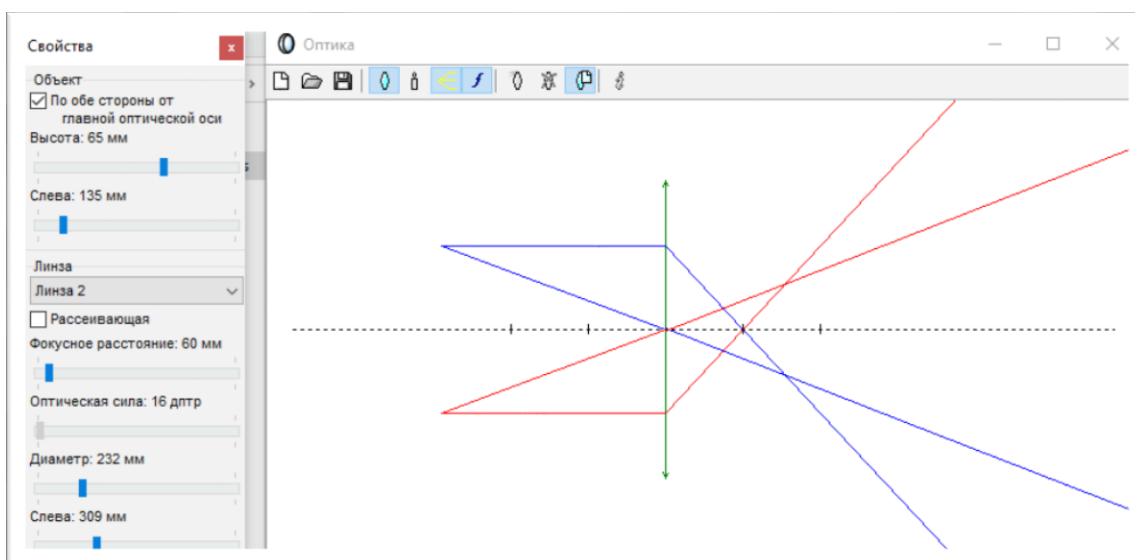 Свойства
x
Оптика
Объект
По обе стороны от
главной оптической оси
Высота: 65 мм
Слева: 135 мм
Линза
Линза 2
Рассеивающая
Фокусное расстояние: 60 мм
Оптическая сила: 16 дптр
Диаметр: 232 мм
Слева: 309 мм